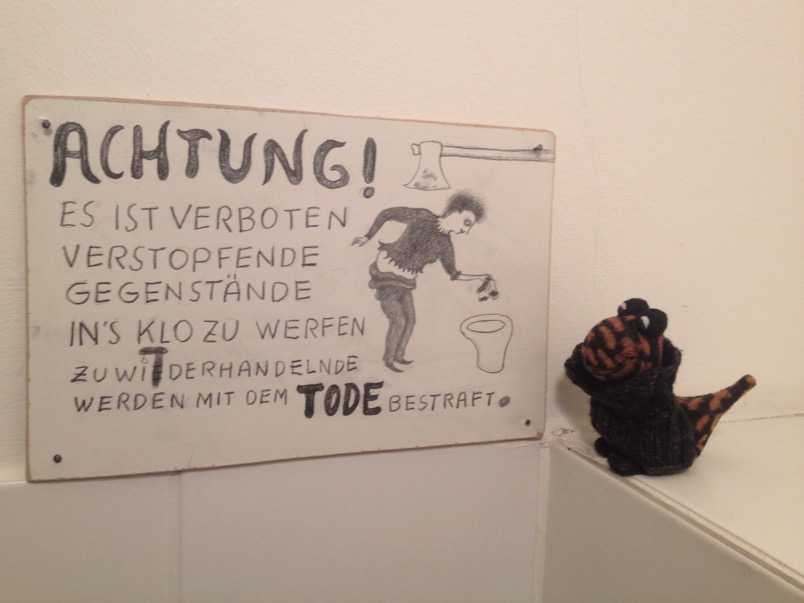 ACHTUNG!
ES IST VERBOTEN
VERSTOPFENDE
GEGENSTÄNDE
IN'S KLO ZU WERFEN
ZUWITDERHANDELNDE
WERDEN MIT DEM TODE BESTRAFT.